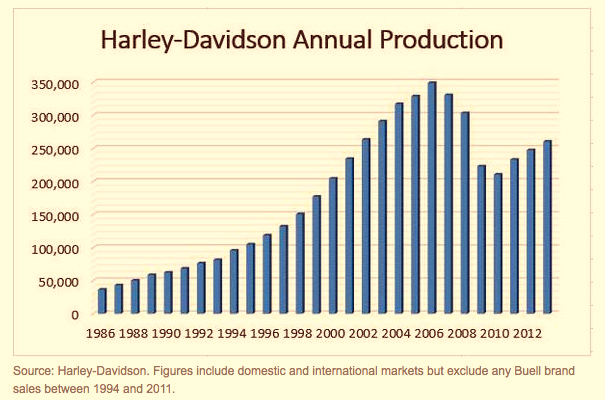 Harley-Davidson Annual Production
350,000
300,000
250,000
200,000
150,000
100,000
50,000
0
1986 1988 1990 1992 1994 1996 1998 2000 2002 2004 2006 2008 2010 2012
Source: Harley-Davidson. Figures include domestic and international markets but exclude any Buell brand
sales between 1994 and 2011.